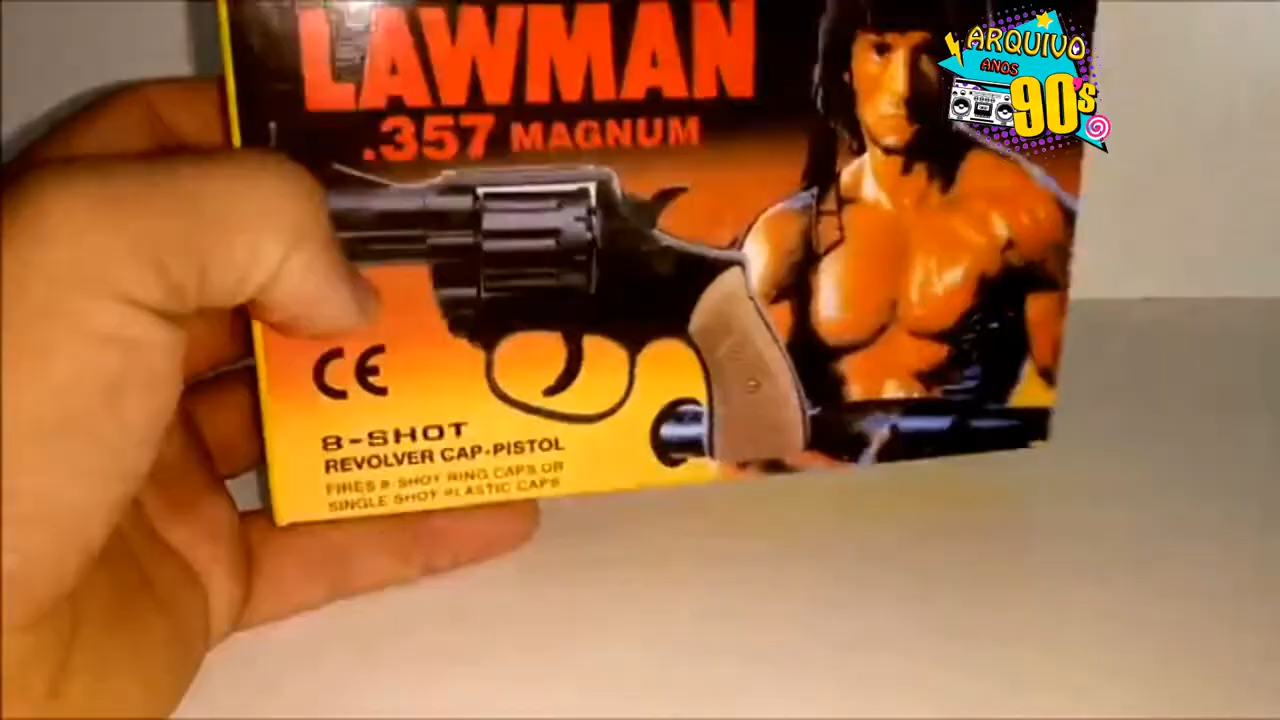 LAWMAN
.357 MAGNUM
CE
8-SHOT
REVOLVER CAP-PISTOL
FIRES 8-SHOT RING CAPS OR
SINGLE SHOT PLASTIC CAPS
ARQUIVO
ANOS
90's